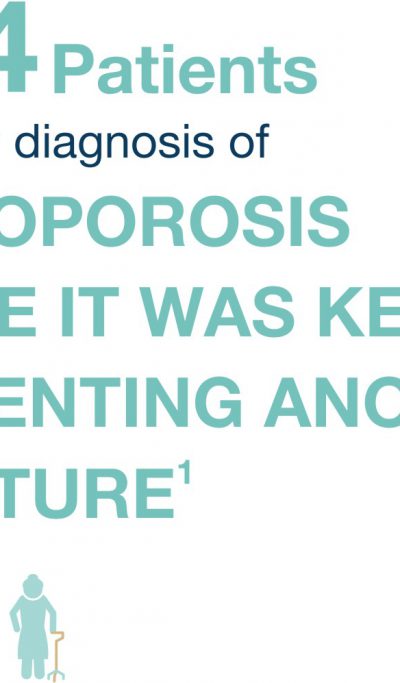 4 Patients
diagnosis of
OPOROSIS
E IT WAS KE
ENTING ANO
TURE¹